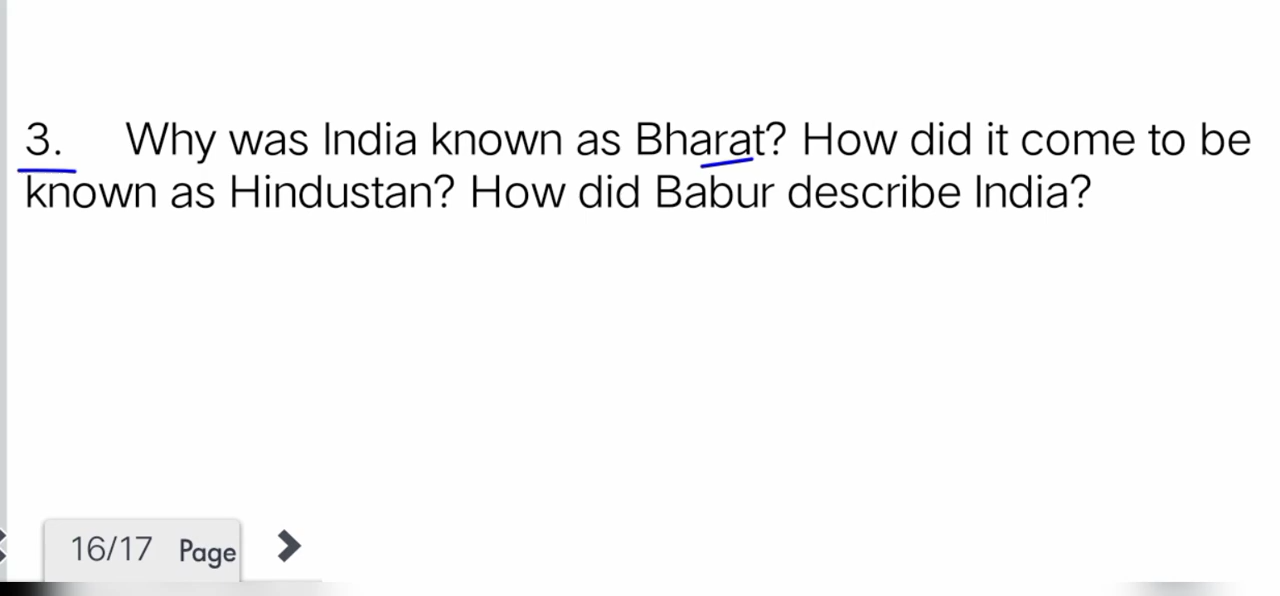 3. Why was India known as Bharat? How did it come to be
known as Hindustan? How did Babur describe India?
16/17 Page